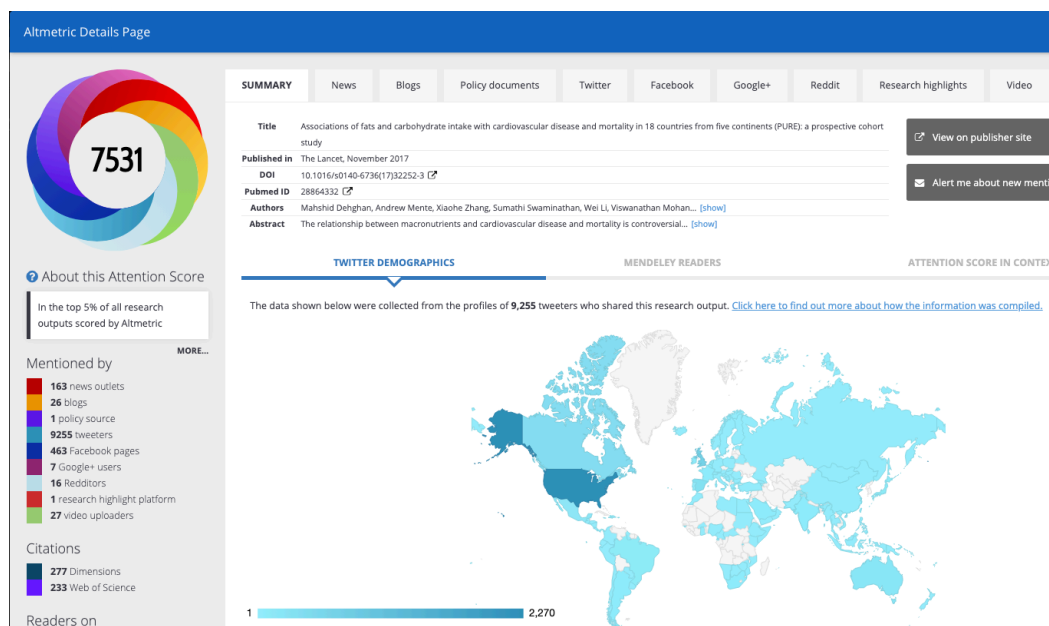 Altmetric Details Page
7531
About this Attention Score
In the top 5% of all research
outputs scored by Altmetric
MORE...
Mentioned by
163 news outlets
26 blogs
1 policy source
9255 tweeters
463 Facebook pages
7 Google+ users
16 Redditors
1 research highlight platform
27 video uploaders
Citations
277 Dimensions
233 Web of Science
Readers on
SUMMARY News Blogs Policy documents Twitter Facebook Google+ Reddit Research highlights Video
Title Associations of fats and carbohydrate intake with cardiovascular disease and mortality in 18 countries from five continents (PURE): a prospective cohort
study
Published in The Lancet, November 2017
DOI 10.1016/s0140-6736(17)32252-3
Pubmed ID 28864332
Authors Mahshid Dehghan, Andrew Mente, Xiaohe Zhang, Sumathi Swaminathan, Wei Li, Viswanathan Mohan... [show]
Abstract The relationship between macronutrients and cardiovascular disease and mortality is controversial... [show]
View on publisher site
Alert me about new menti
TWITTER DEMOGRAPHICS MENDELEY READERS ATTENTION SCORE IN CONTEX
The data shown below were collected from the profiles of 9,255 tweeters who shared this research output. Click here to find out more about how the information was compiled.
1 2,270